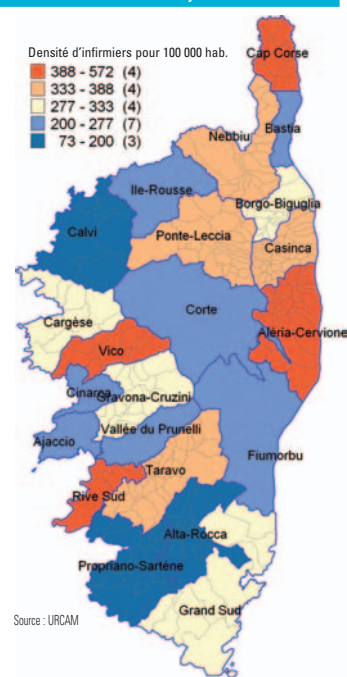 Densité d'infirmiers pour 100 000 hab.
388 - 572 (4)
333 - 388 (4)
277 - 333 (4)
200 - 277 (7)
73 - 200 (3)
Cap Corse
Bastia
Nebbiu
Ile-Rousse
Borgo-Biguglia
Calvi
Ponte-Leccia
Casinca
Corte
Cargèse
Aléria-Cervione
Vico
Cinarca
Gravona-Cruzini
Ajaccio
Vallée du Prunelli
Fiumorbu
Taravo
Rive Sud
Alta-Rocca
Propriano-Sartène
Grand Sud
Source : URCAM